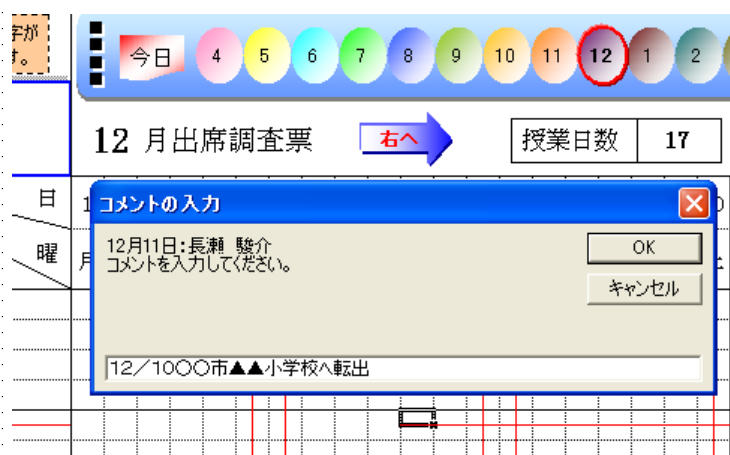 字が
す。
今日
4
5
6
7
8
9
10
11
12
1
2
12 月出席調査票
右へ
授業日数
17
日
曜
1
月
コメントの入力
12月11日:長瀬 駿介
コメントを入力してください。
OK
キャンセル
12／10〇〇市▲▲小学校へ転出